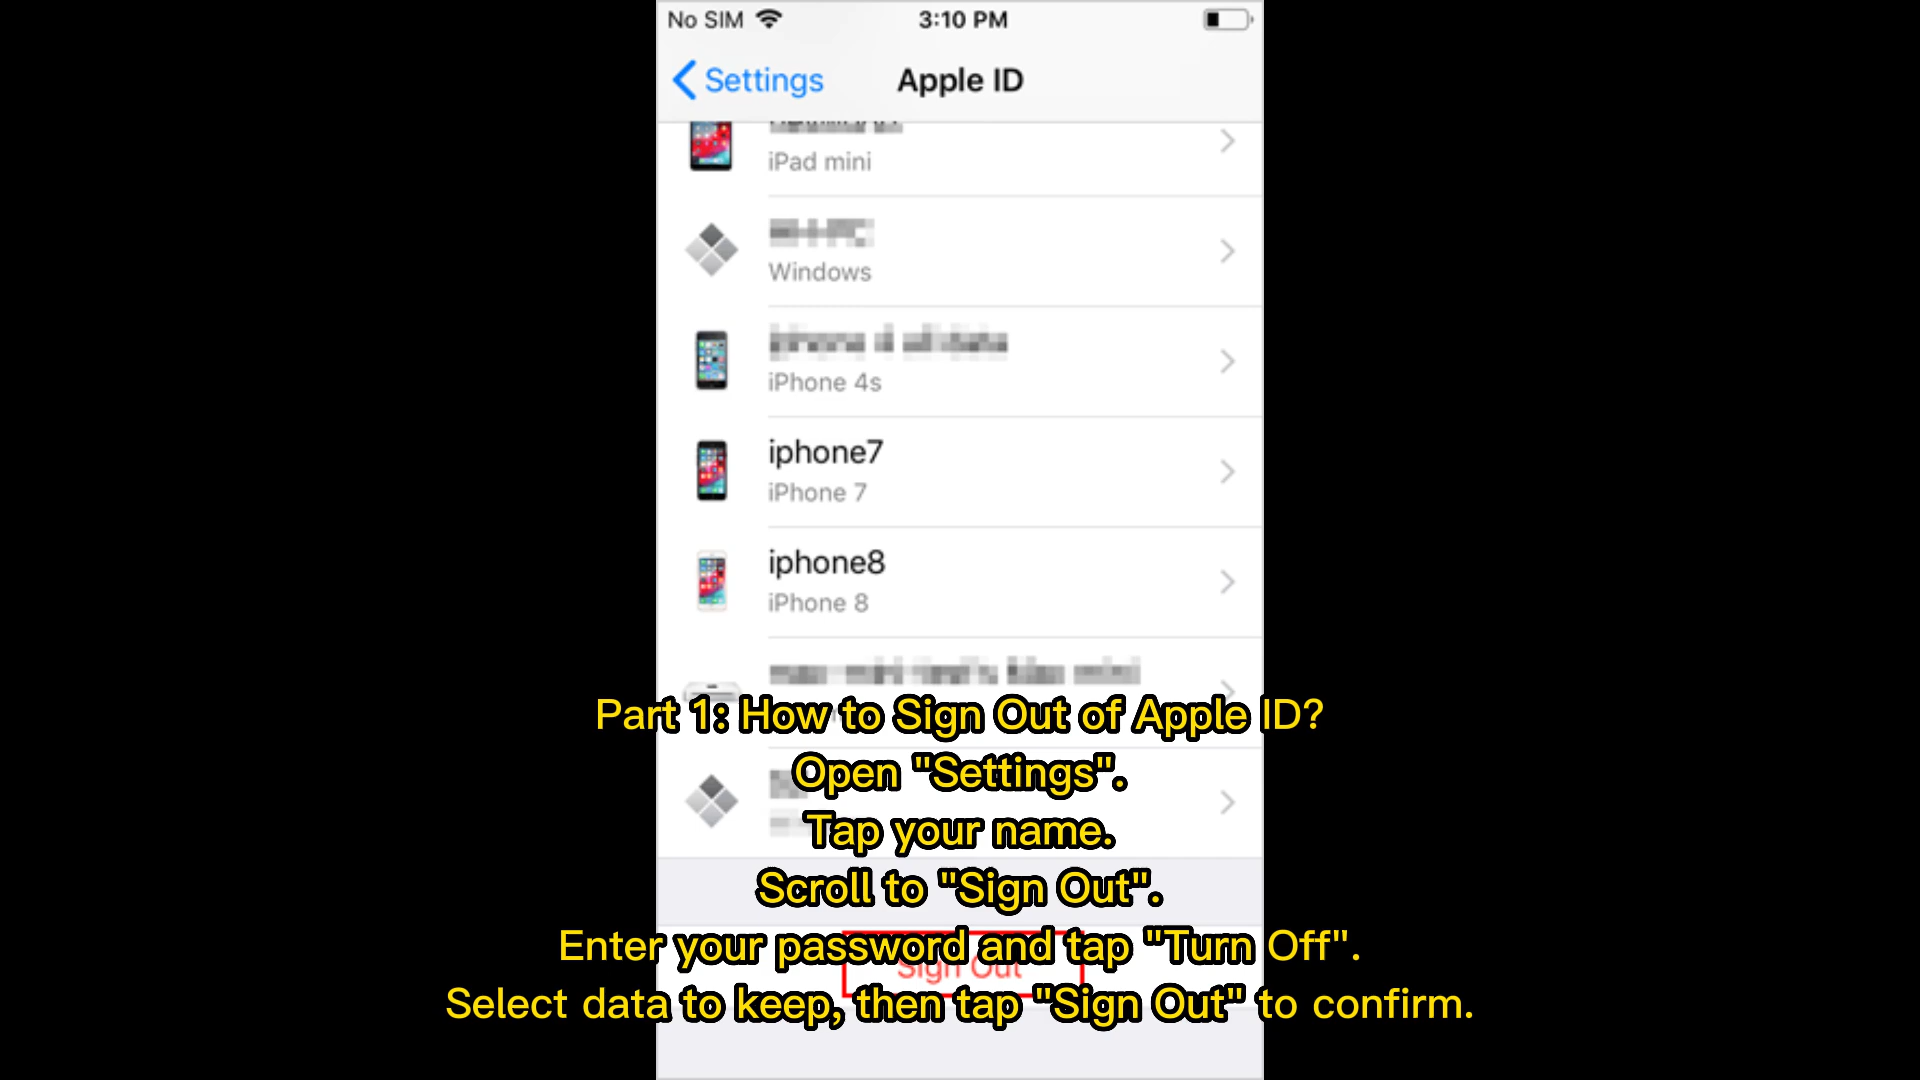 No SIM 3:10 PM
Settings Apple ID
iPad mini
Windows
iPhone 4s
iphone7
iPhone 7
iphone8
iPhone 8
Part 1: How to Sign Out of Apple ID?
Open "Settings".
Tap your name.
Scroll to "Sign Out".
Enter your password and tap "Turn Off".
Sign Out
Select data to keep, then tap "Sign Out" to confirm.